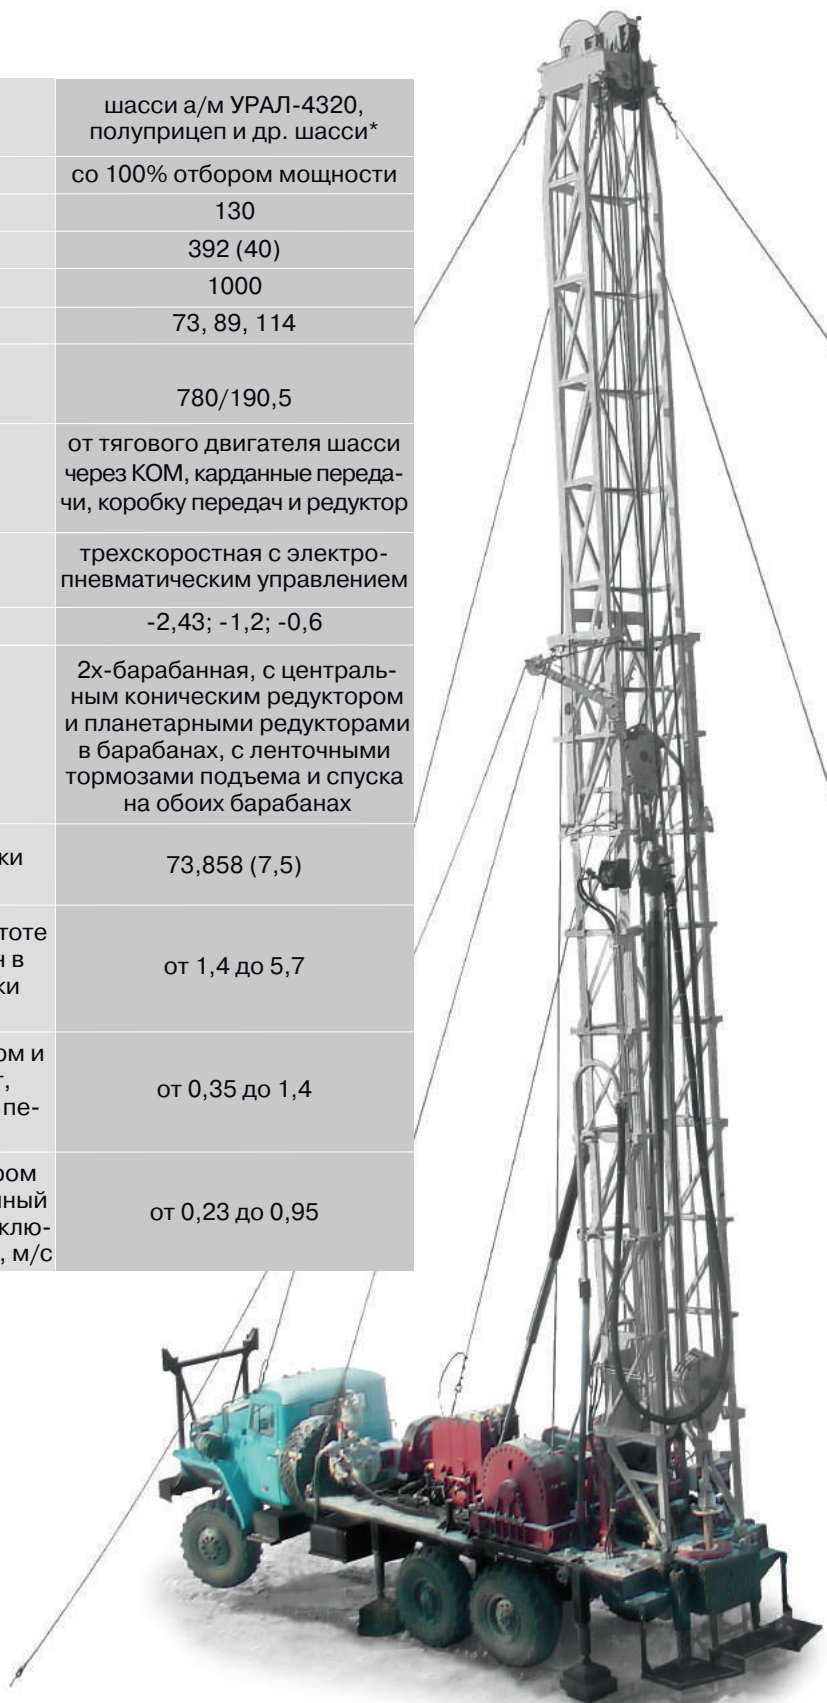 шасси а/м УРАЛ-4320,
полуприцеп и др. шасси*
со 100% отбором мощности
130
392 (40)
1000
73, 89, 114
780/190,5
от тягового двигателя шасси
через КОМ, карданные переда-
чи, коробку передач и редуктор
трехскоростная с электро-
пневматическим управлением
-2,43; -1,2; -0,6
2х-барабанная, с централь-
ным коническим редуктором
и планетарными редукторами
в барабанах, с ленточными
тормозами подъема и спуска
на обоих барабанах
ки
73,858 (7,5)
тоте
н в
ки
от 1,4 до 5,7
ом и
т,
пе-
от 0,35 до 1,4
ром
ный
клю-
, м/с
от 0,23 до 0,95